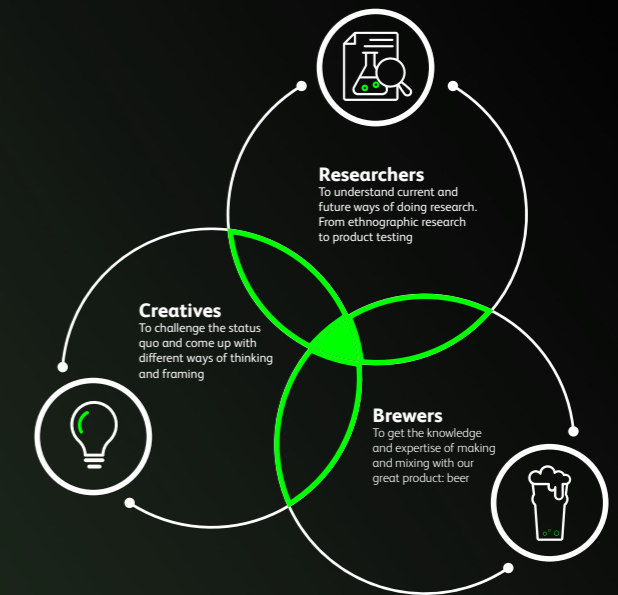 Researchers
To understand current and
future ways of doing research.
From ethnographic research
to product testing
Creatives
To challenge the status
quo and come up with
different ways of thinking
and framing
Brewers
To get the knowledge
and expertise of making
and mixing with our
great product: beer